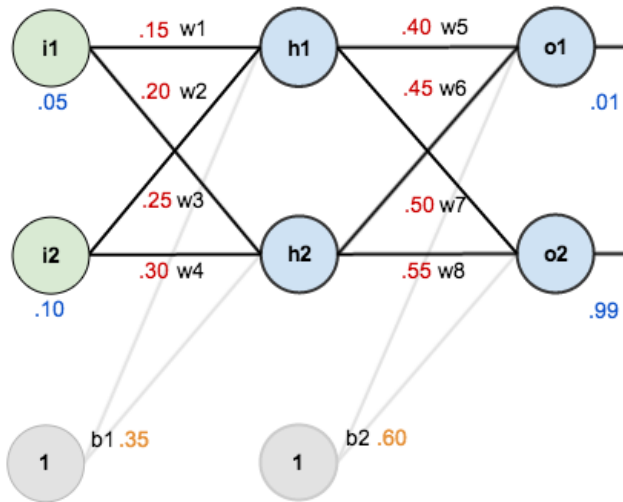 .15 w1
.40 w5
i1
h1
o1
.20 w2
.45 w6
.05
.01
.25 w3
.50 w7
i2
h2
o2
.30 w4
.55 w8
.10
.99
b1 .35
b2 .60
1
1